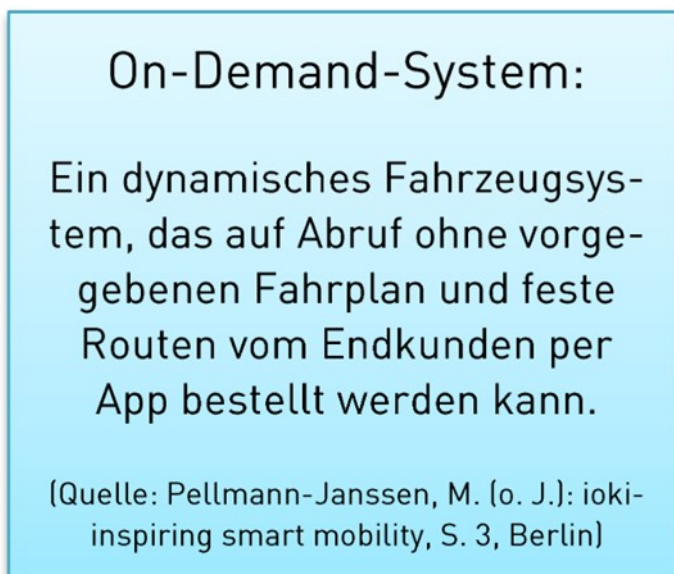 On-Demand-System:
Ein dynamisches Fahrzeugsys-
tem, das auf Abruf ohne vorge-
gebenen Fahrplan und feste
Routen vom Endkunden per
App bestellt werden kann.
(Quelle: Pellmann-Janssen, M. (o. J.): ioki-
inspiring smart mobility, S. 3, Berlin)